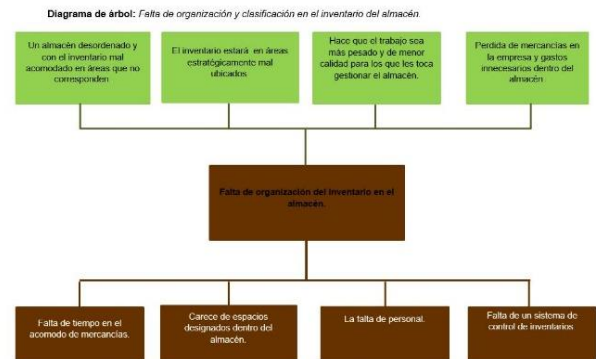 Diagrama de árbol: Falta de organización y clasificación en el inventario del almacén.
Un almacén desordenado y
con el inventario mal
acomodado en áreas que no
corresponden
El inventario estará en áreas
estratégicamente mal
ubicados
Hace que el trabajo sea
más pesado y de menor
calidad para los que les toca
gestionar el almacén.
Perdida de mercancías en
la empresa y gastos
innecesarios dentro del
almacén
Falta de organización del inventario en el
almacén.
Falta de tiempo en el
acomodo de mercancías.
Carece de espacios
designados dentro del
almacén.
La falta de personal.
Falta de un sistema de
control de inventarios